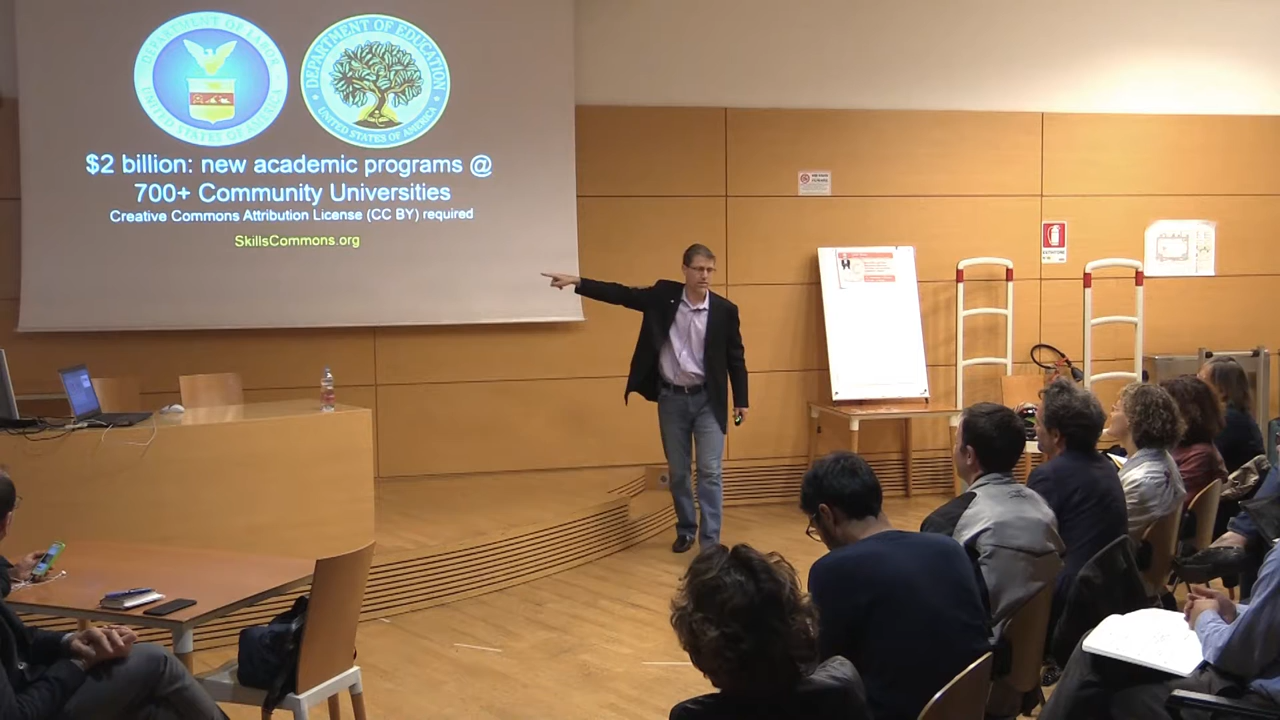 DEPARTMENT OF LABOR
UNITED STATES OF AMERICA
DEPARTMENT OF EDUCATION
UNITED STATES OF AMERICA
$2 billion: new academic programs @
700+ Community Universities
Creative Commons Attribution License (CC BY) required
SkillsCommons.org
ESTINTORE